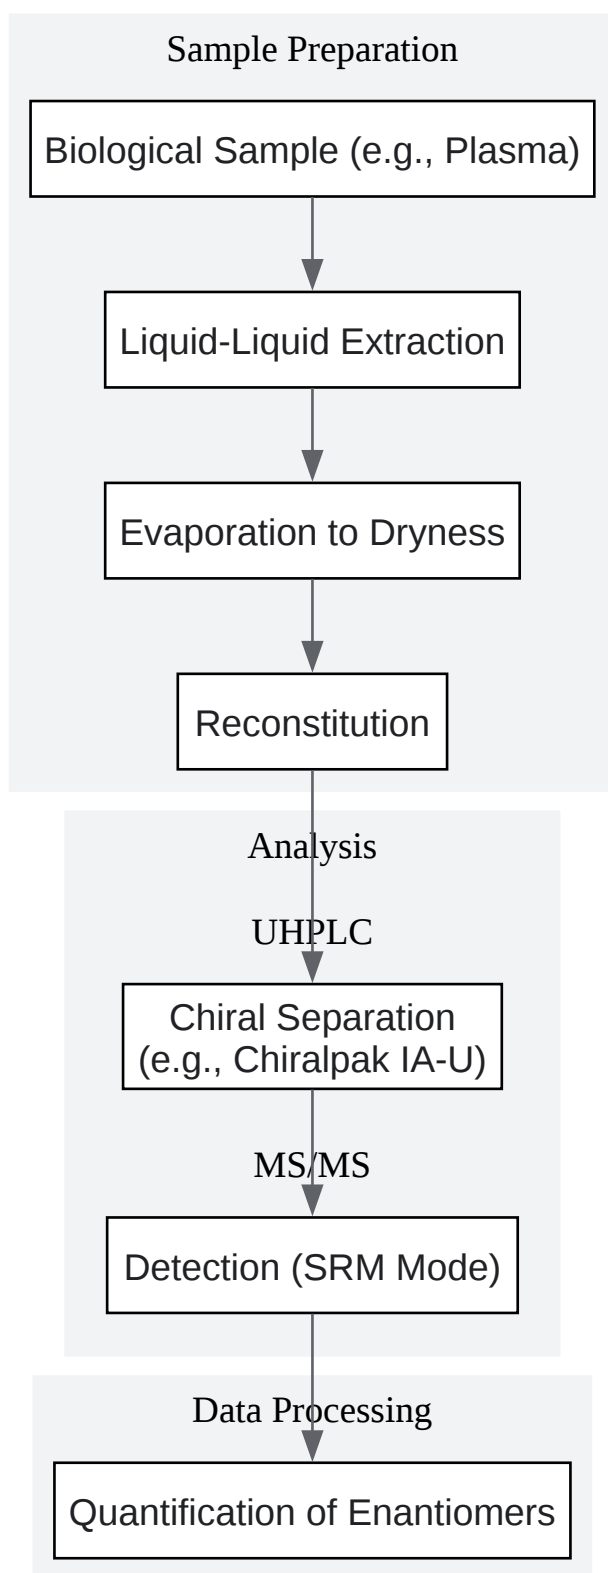 Sample Preparation
Biological Sample (e.g., Plasma)
Liquid-Liquid Extraction
Evaporation to Dryness
Reconstitution
Analysis
UHPLC
Chiral Separation
(e.g., Chiralpak IA-U)
MS/MS
Detection (SRM Mode)
Data Processing
Quantification of Enantiomers